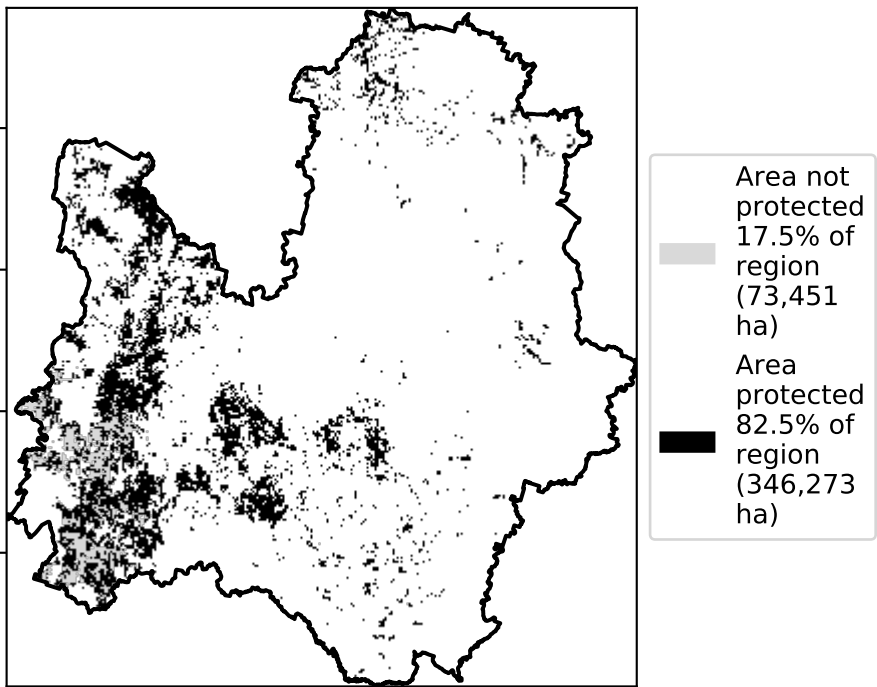 Area not
protected
17.5% of
region
(73,451
ha)
Area
protected
82.5% of
region
(346,273
ha)